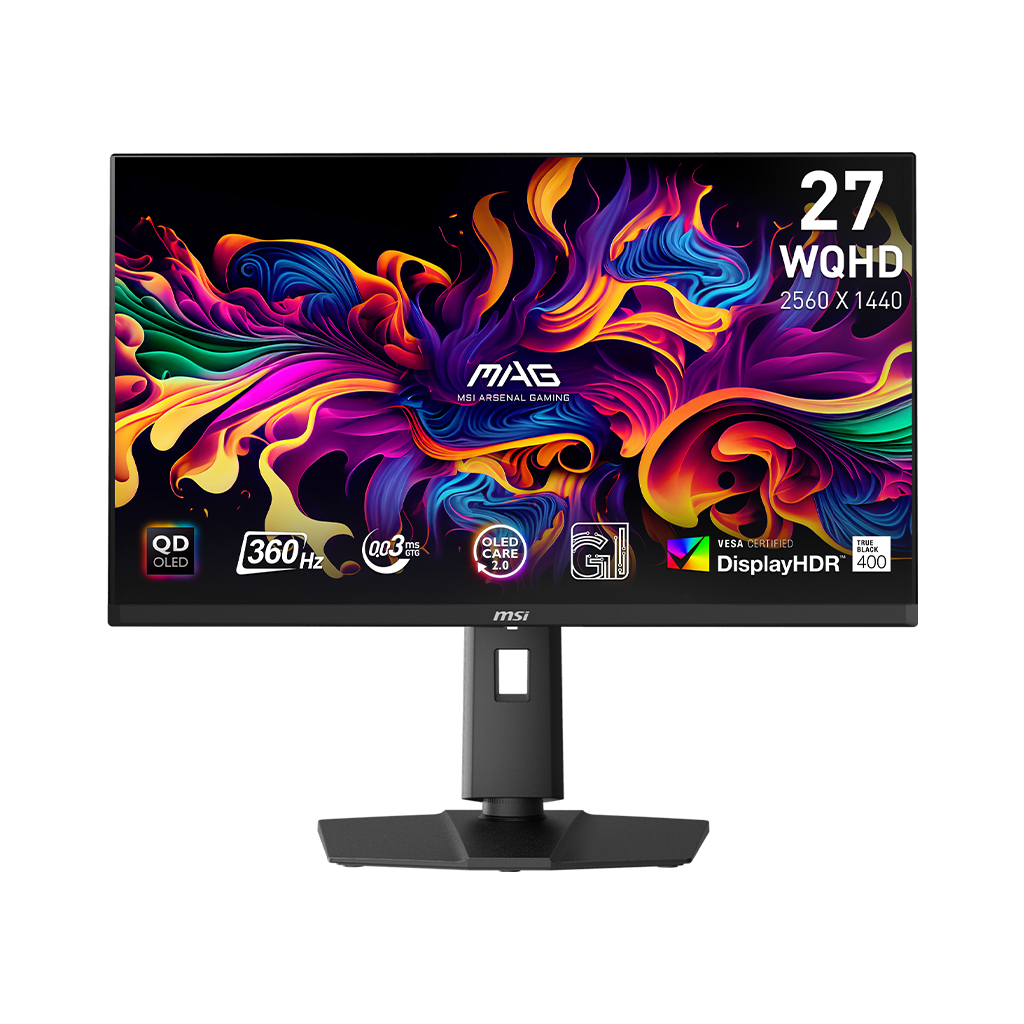 27
WQHD
2560 X 1440
MAG
MSI ARSENAL GAMING
QD
OLED
360Hz
0.03ms
GTG
OLED
CARE
2.0
GI
VESA CERTIFIED
DisplayHDR™
TRUE
BLACK
400
msi